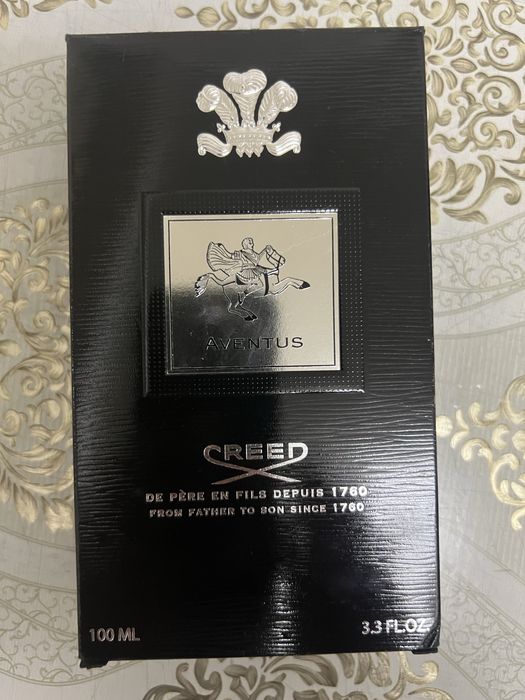 AVENTUS
CREED
DE PÈRE EN FILS DEPUIS 1760
FROM FATHER TO SON SINCE 1760
100 ML
3.3 FL.OZ